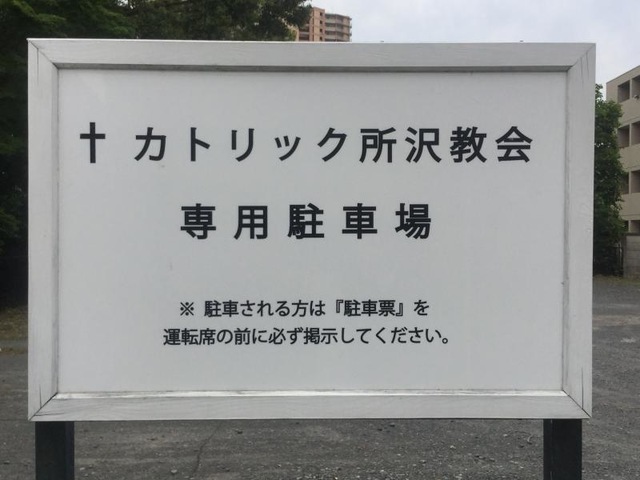 ✝ カトリック所沢教会
専用駐車場
※ 駐車される方は『駐車票』を
運転席の前に必ず掲示してください。